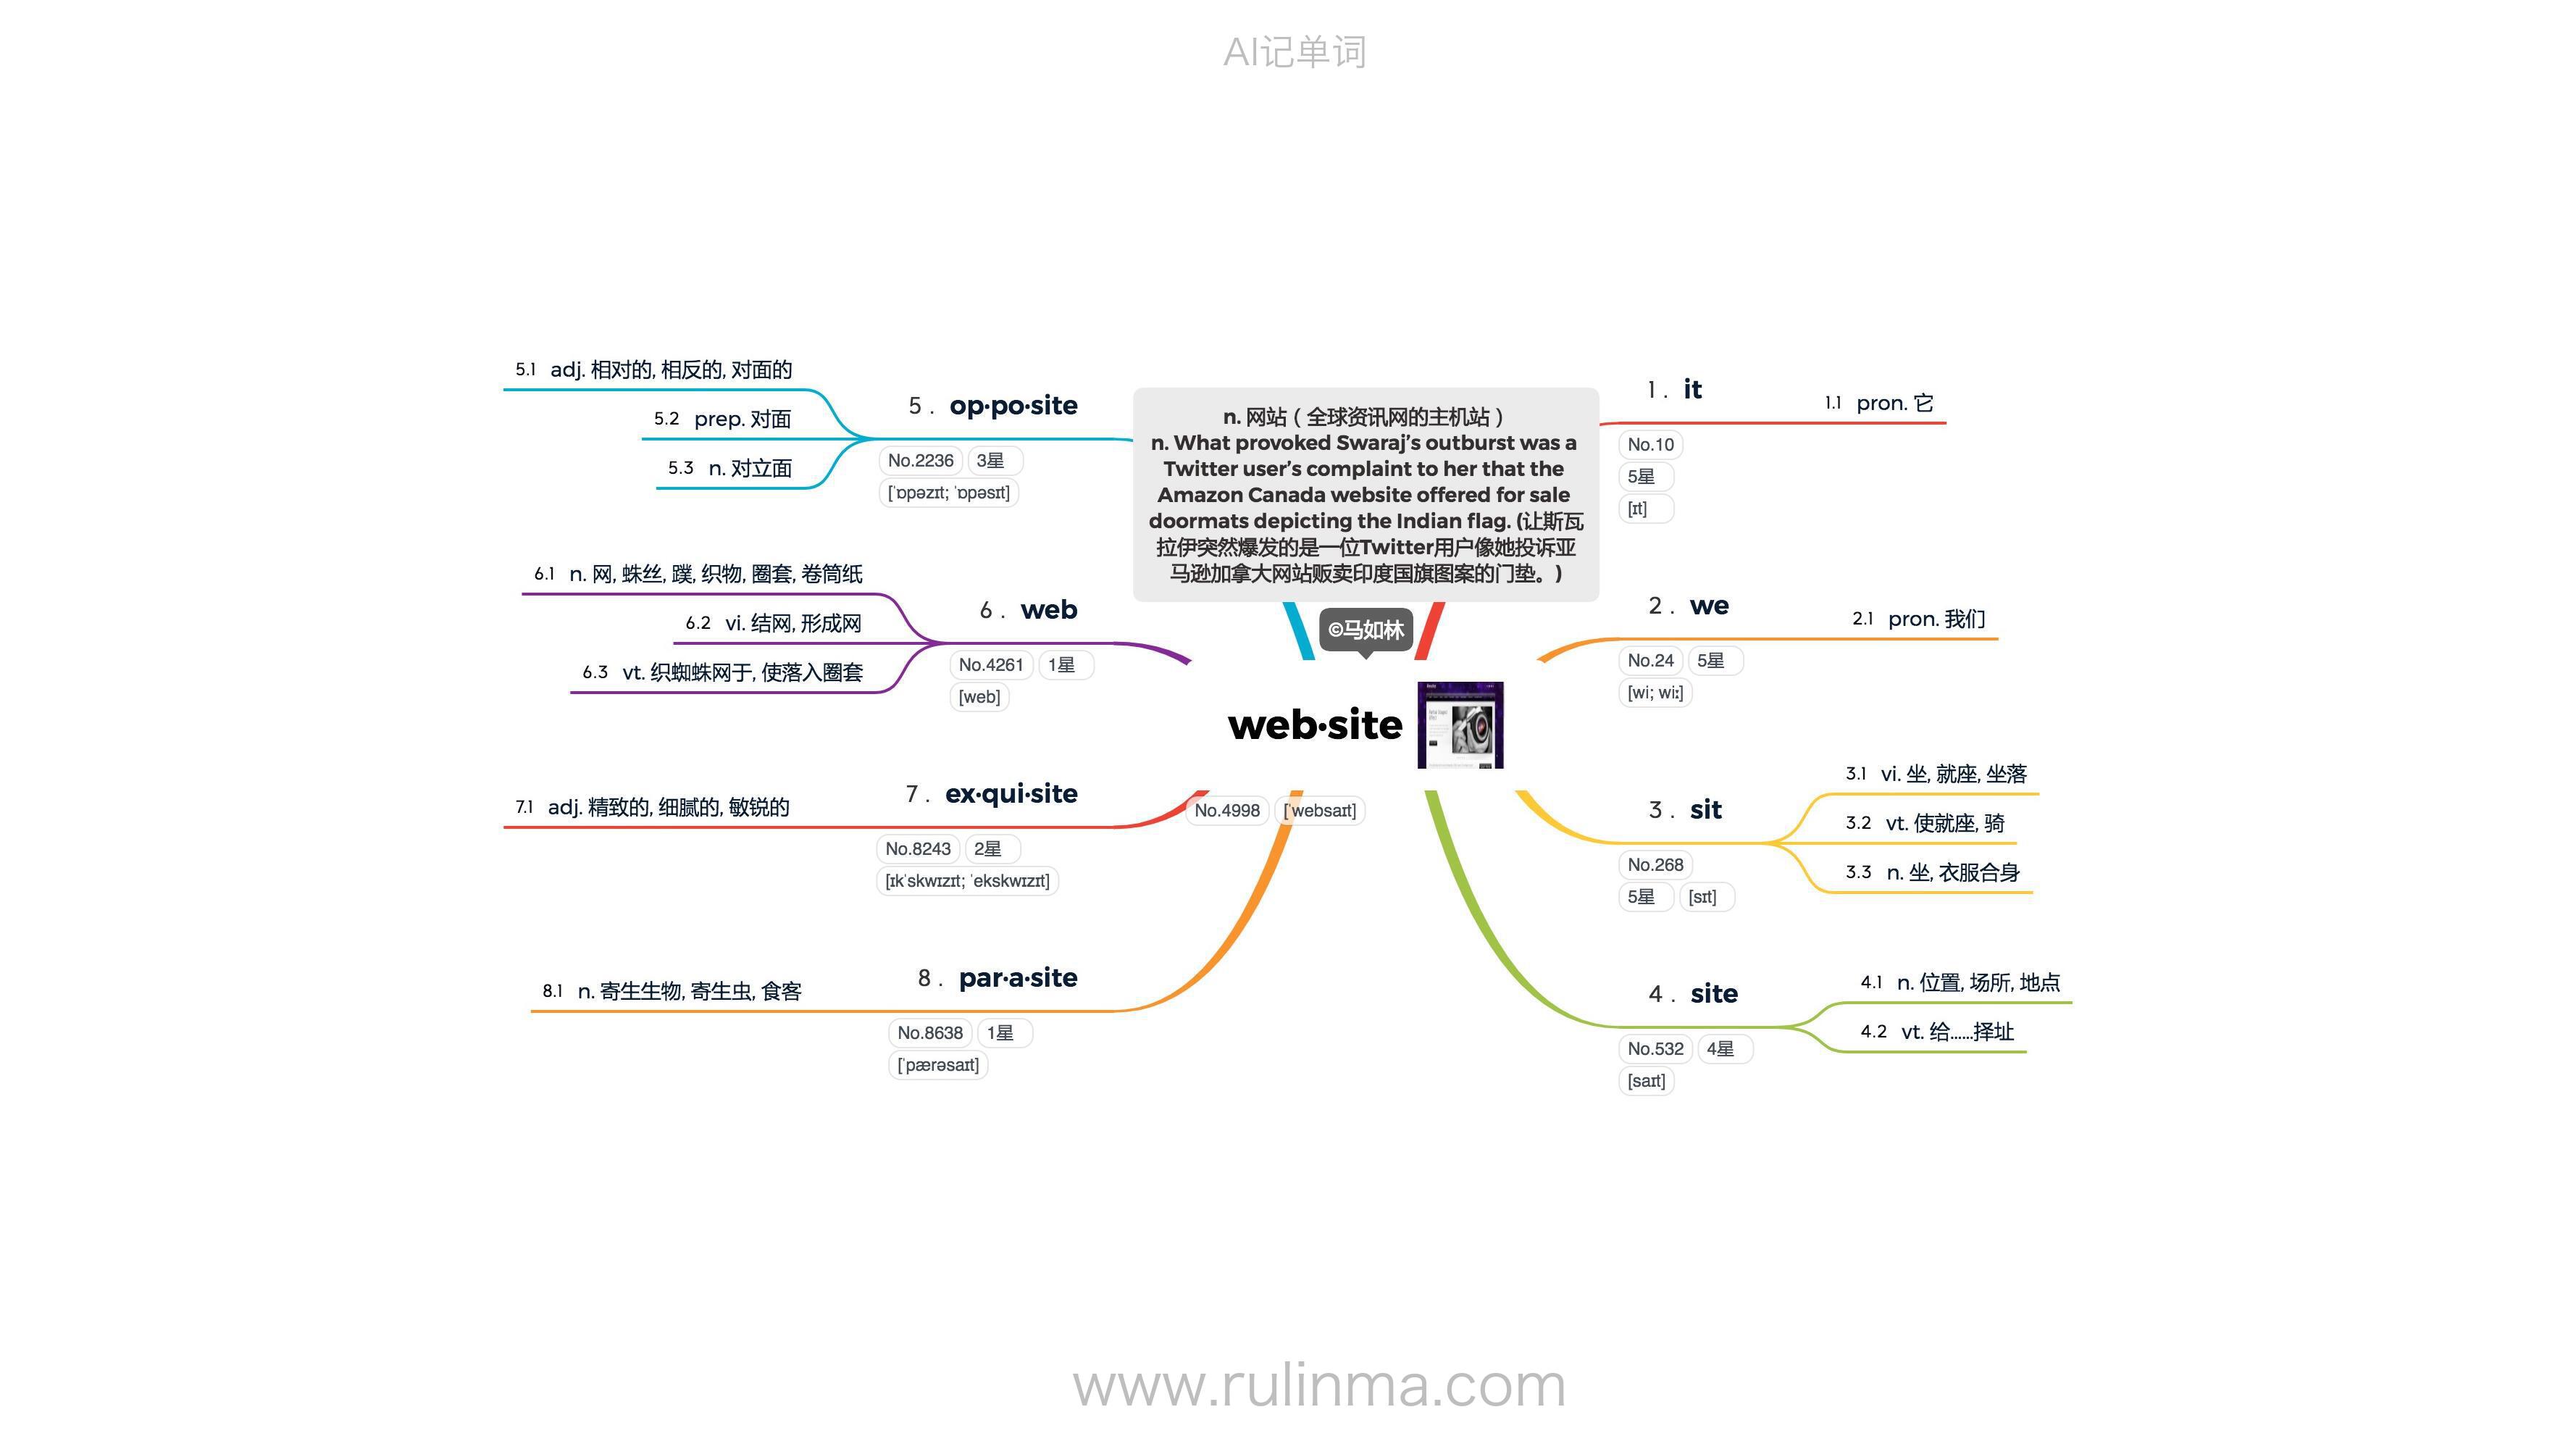 AI记单词
n. 网站（全球资讯网的主机站）
n. What provoked Swaraj’s outburst was a
Twitter user’s complaint to her that the
Amazon Canada website offered for sale
doormats depicting the Indian flag. (让斯瓦
拉伊突然爆发的是一位Twitter用户像她投诉亚
马逊加拿大网站贩卖印度国旗图案的门垫。)
©马如林
web·site
No.4998 [ˈwebsaɪt]
1. it
No.10
5星
[ɪt]
1.1 pron. 它
2. we
No.24 5星
[wi; wiː]
2.1 pron. 我们
3. sit
No.268
5星 [sɪt]
3.1 vi. 坐, 就座, 坐落
3.2 vt. 使就座, 骑
3.3 n. 坐, 衣服合身
4. site
No.532 4星
[saɪt]
4.1 n. 位置, 场所, 地点
4.2 vt. 给……择址
5. op·po·site
No.2236 3星
[ˈɒpəzɪt; ˈɒpəsɪt]
5.1 adj. 相对的, 相反的, 对面的
5.2 prep. 对面
5.3 n. 对立面
6. web
No.4261 1星
[web]
6.1 n. 网, 蛛丝, 蹼, 织物, 圈套, 卷筒纸
6.2 vi. 结网, 形成网
6.3 vt. 织蜘蛛网于, 使落入圈套
7. ex·qui·site
No.8243 2星
[ɪkˈskwɪzɪt; ˈekskwɪzɪt]
7.1 adj. 精致的, 细腻的, 敏锐的
8. par·a·site
No.8638 1星
[ˈpærəsaɪt]
8.1 n. 寄生生物, 寄生虫, 食客
www.rulinma.com